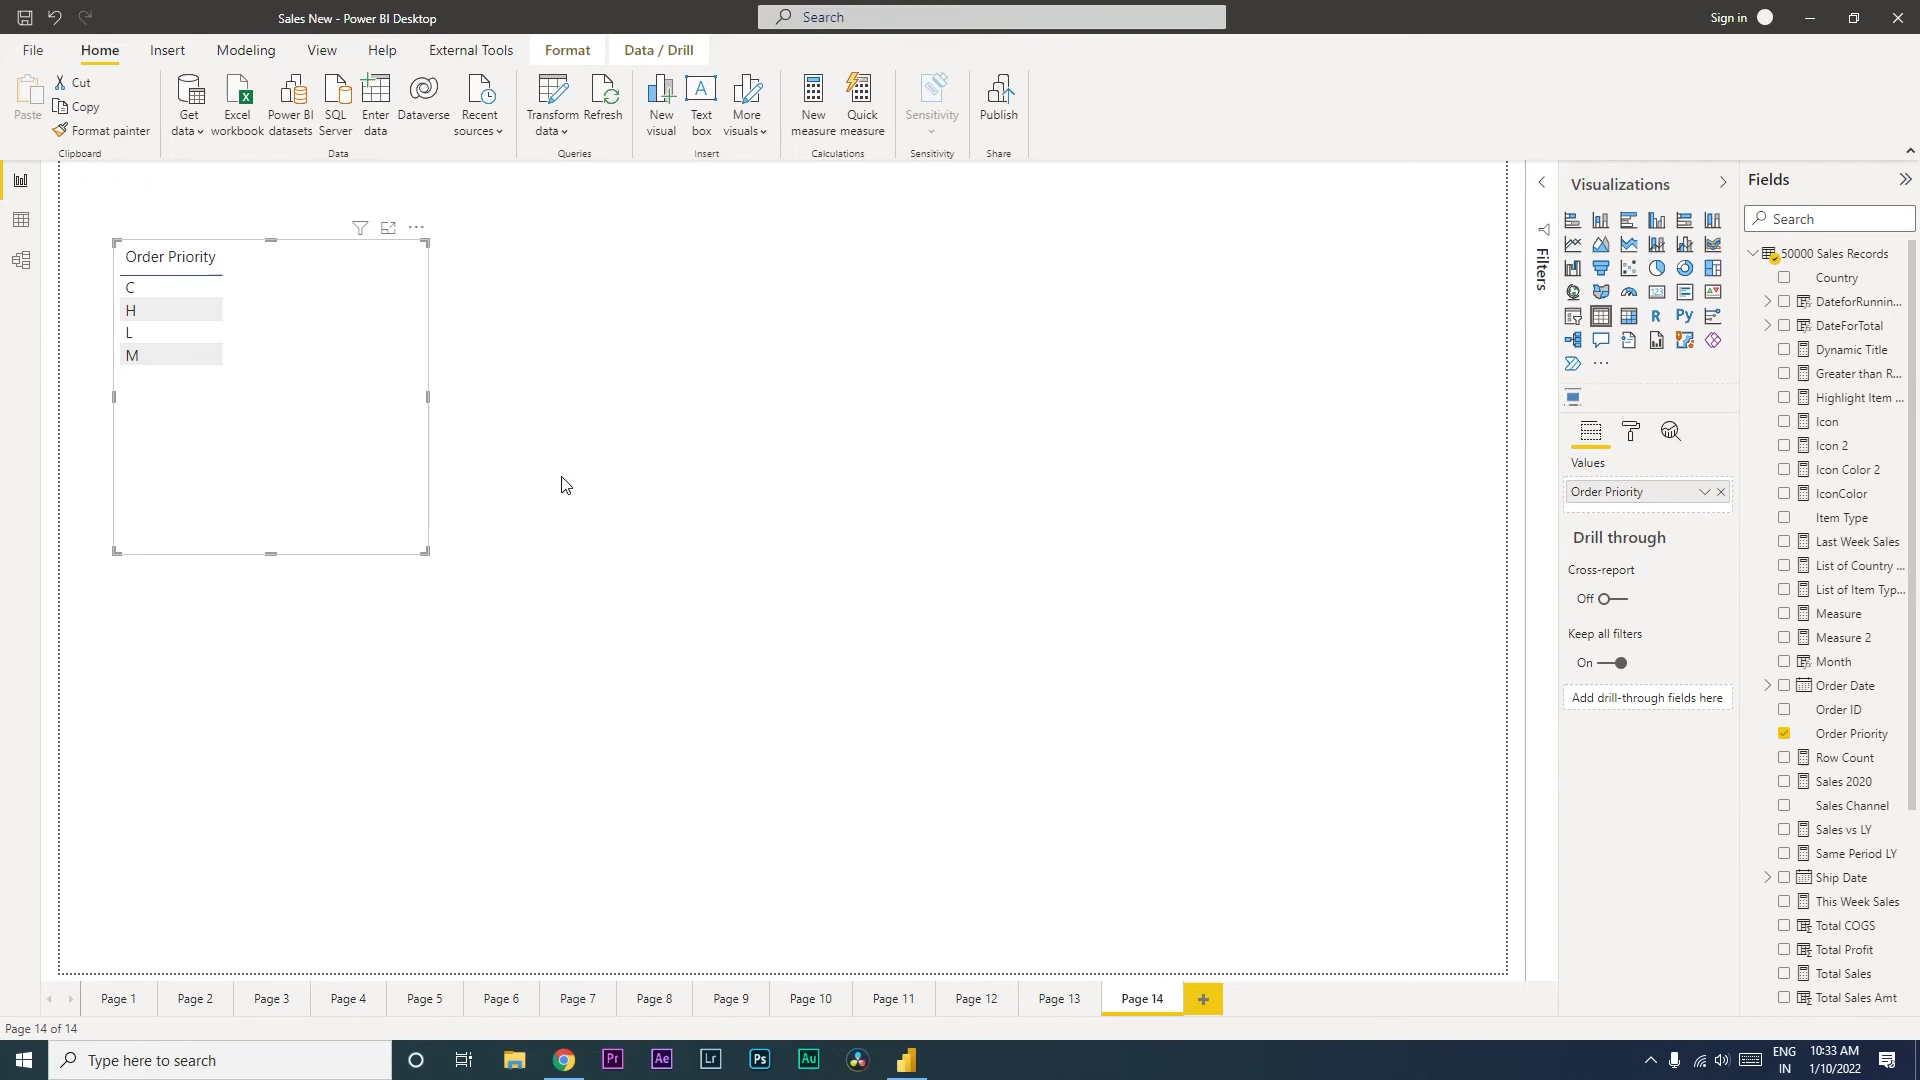 Sales New - Power BI Desktop
Search
Sign in
File Home Insert Modeling View Help External Tools Format Data / Drill
Paste
Cut
Copy
Format painter
Clipboard
Get data
Excel workbook
Power BI datasets
SQL Server
Enter data
Dataverse
Recent sources
Data
Transform data
Refresh
Queries
New visual
Text box
More visuals
Insert
New measure
Quick measure
Calculations
Sensitivity
Sensitivity
Publish
Share
Order Priority
C
H
L
M
Filters
Visualizations
R Py
123
Values
Order Priority
Drill through
Cross-report
Off
Keep all filters
On
Add drill-through fields here
Fields
Search
50000 Sales Records
Country
DateforRunnin...
DateForTotal
Dynamic Title
Greater than R...
Highlight Item ...
Icon
Icon 2
Icon Color 2
IconColor
Item Type
Last Week Sales
List of Country ...
List of Item Typ...
Measure
Measure 2
Month
Order Date
Order ID
Order Priority
Row Count
Sales 2020
Sales Channel
Sales vs LY
Same Period LY
Ship Date
This Week Sales
Total COGS
Total Profit
Total Sales
Total Sales Amt
Page 1 Page 2 Page 3 Page 4 Page 5 Page 6 Page 7 Page 8 Page 9 Page 10 Page 11 Page 12 Page 13 Page 14 +
Page 14 of 14
Type here to search
Pr Ae Lr Ps Au
ENG
IN
10:33 AM
1/10/2022